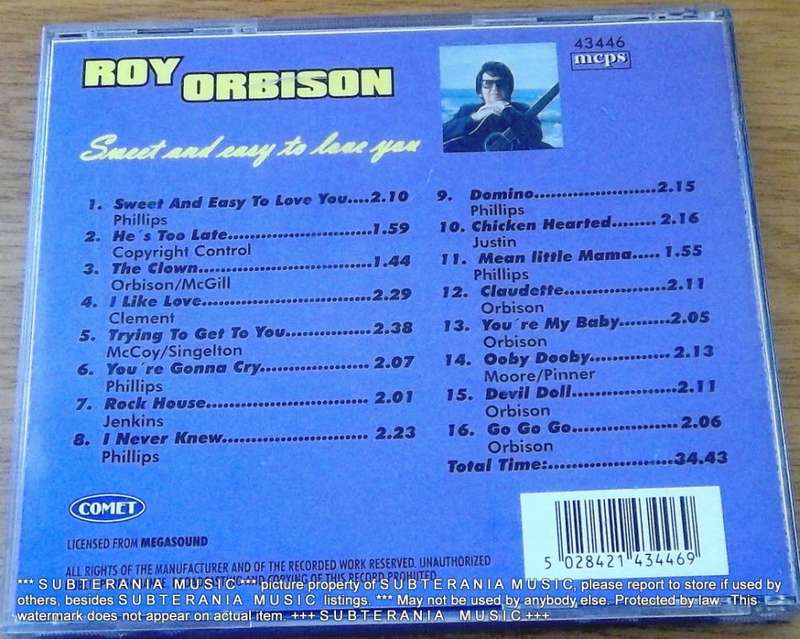 ROY ORBISON
43446
mcps
Sweet and easy to love you
1. Sweet And Easy To Love You....2.10
Phillips
2. He´s Too Late........................1.59
Copyright Control
3. The Clown............................1.44
Orbison/McGill
4. I Like Love...........................2.29
Clement
5. Trying To Get To You.............2.38
McCoy/Singelton
6. You´re Gonna Cry.................2.07
Phillips
7. Rock House.......................... 2.01
Jenkins
8. I Never Knew....................... 2.23
Phillips
9. Domino...........................2.15
Phillips
10. Chicken Hearted.........2.16
Justin
11. Mean little Mama..... 1.55
Phillips
12. Claudette....................2.11
Orbison
13. You´re My Baby..........2.05
Orbison
14. Ooby Dooby............... 2.13
Moore/Pinner
15. Devil Doll...................2.11
Orbison
16. Go Go Go.................. 2.06
Orbison
Total Time:.....................34.43
COMET
LICENSED FROM MEGASOUND
ALL RIGHTS OF THE MANUFACTURER AND OF THE RECORDED WORK RESERVED. UNAUTHORIZED
AND COPYING OF THIS RECORD PROHIBITED.
5 028421 434469
*** S U B T E R A N I A   M U S I C *** picture property of S U B T E R A N I A  M U S I C, please report to store if used by
others, besides S U B T E R A N I A   M U S I C  listings. *** May not be used by anybody else. Protected by law.  This
watermark does not appear on actual item. +++ S U B T E R A N I A   M U S I C +++